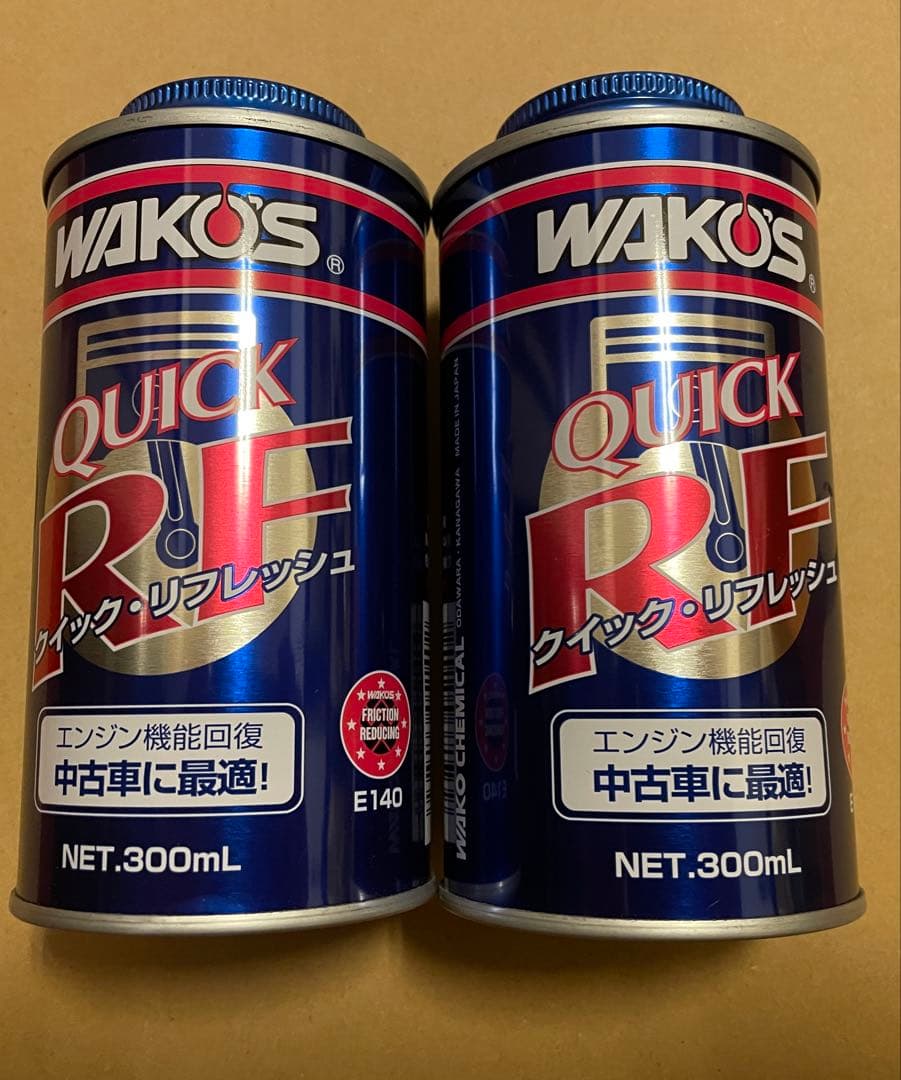 WAKO'S ®
QUICK
RF
クイック・リフレッシュ
エンジン機能回復
中古車に最適!
NET.300mL
WAKO'S
FRICTION
REDUCING
E140
WAKO CHEMICAL ODAWARA・KANAGAWA MADE IN JAPAN
WAKO'S ®
QUICK
RF
クイック・リフレッシュ
エンジン機能回復
中古車に最適!
NET.300mL
E